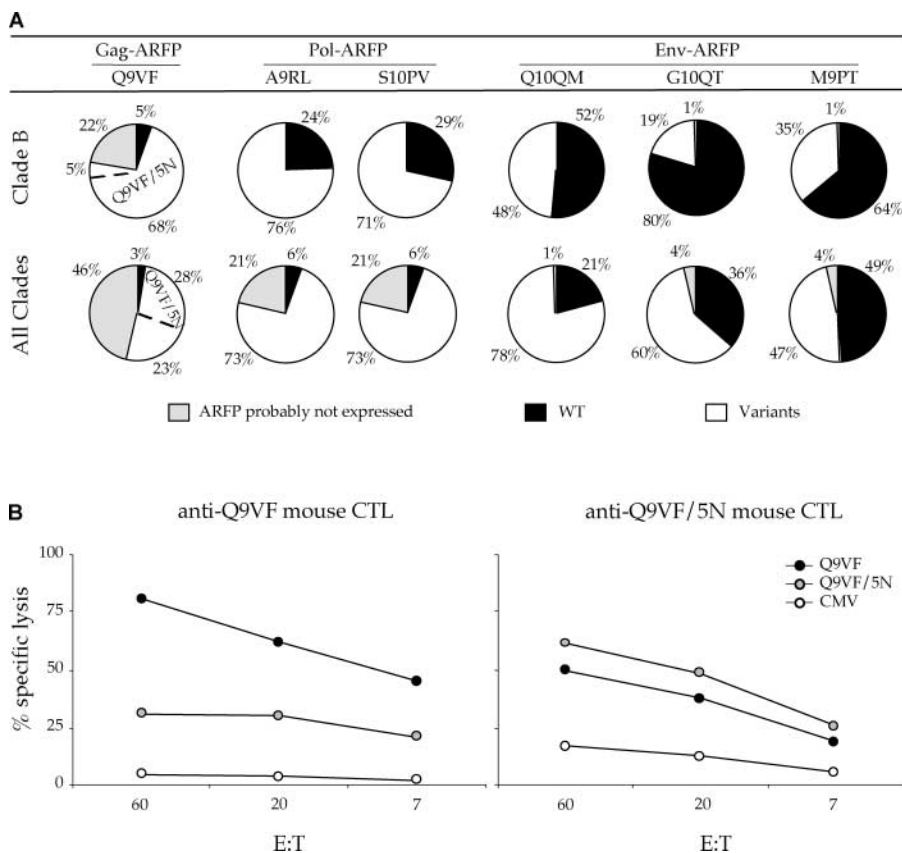 A
Gag-ARFP Pol-ARFP Env-ARFP
Q9VF A9RL S10PV Q10QM G10QT M9PT
Clade B
5% 22% 5% Q9VF/5N 68%
24% 76%
29% 71%
52% 48%
1% 19% 80%
1% 35% 64%
All Clades
3% 46% 28% Q9VF/5N 23%
6% 21% 73%
6% 21% 73%
1% 21% 78%
4% 36% 60%
4% 49% 47%
ARFP probably not expressed WT Variants
B
anti-Q9VF mouse CTL anti-Q9VF/5N mouse CTL
% specific lysis
100
75
50
25
0
Q9VF
Q9VF/5N
CMV
60 20 7 60 20 7
E:T E:T